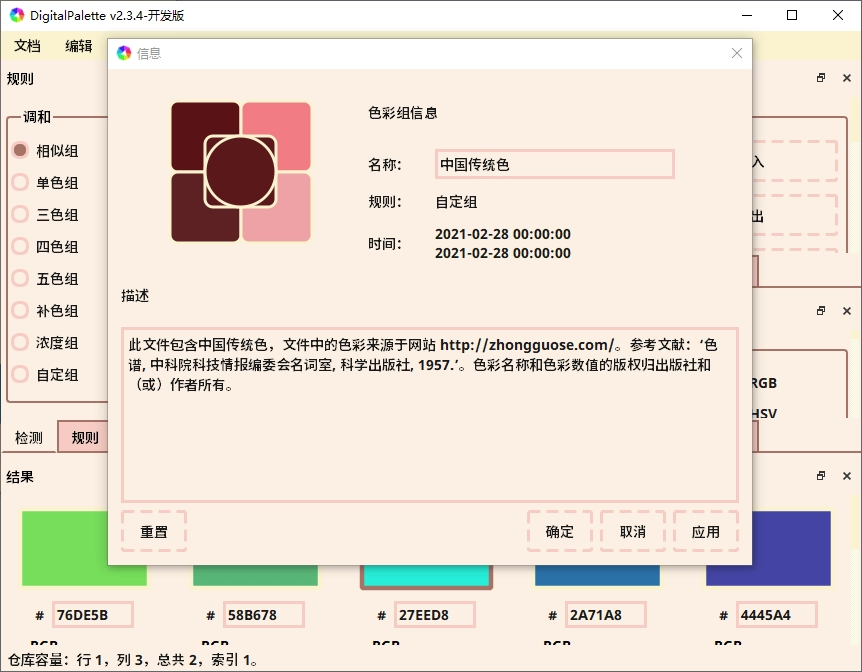 DigitalPalette v2.3.4-开发版
文档 编辑
信息
规则
调和
相似组
单色组
三色组
四色组
五色组
补色组
浓度组
自定组
检测 规则
色彩组信息
名称： 中国传统色
规则： 自定组
时间： 2021-02-28 00:00:00
2021-02-28 00:00:00
描述
此文件包含中国传统色，文件中的色彩来源于网站 http://zhongguose.com/。参考文献：‘色
谱, 中科院科技情报编委会名词室, 科学出版社, 1957.’。色彩名称和色彩数值的版权归出版社和
（或）作者所有。
重置 确定 取消 应用
入
出
RGB
HSV
结果
# 76DE5B # 58B678 # 27EED8 # 2A71A8 # 4445A4
RGB RGB RGB RGB RGB
仓库容量：行 1，列 3，总共 2，索引 1。